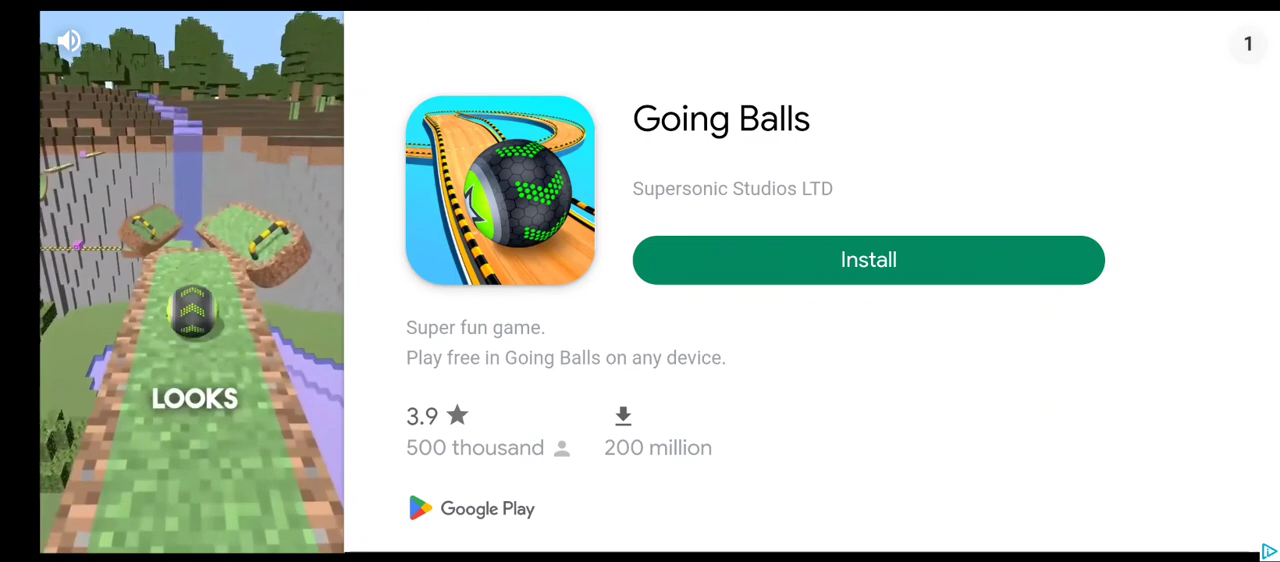 LOOKS
1
Going Balls
Supersonic Studios LTD
Install
Super fun game.
Play free in Going Balls on any device.
3.9
500 thousand
200 million
Google Play